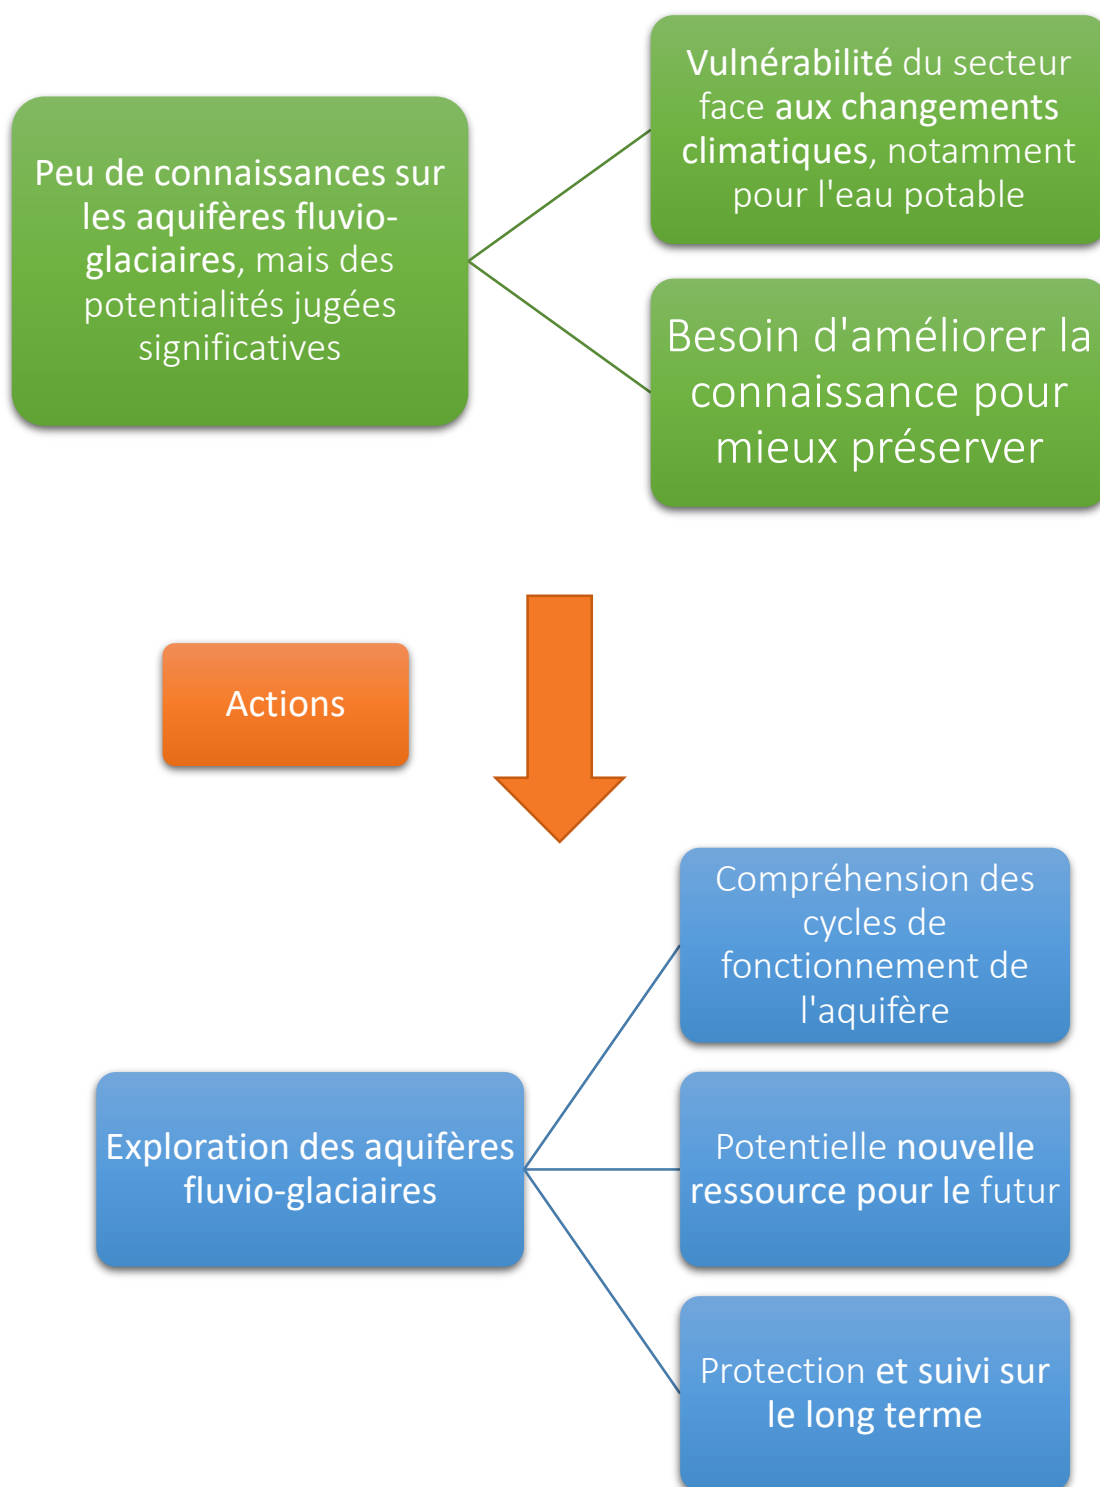 Peu de connaissances sur
les aquifères fluvio-
glaciaires, mais des
potentialités jugées
significatives
Vulnérabilité du secteur
face aux changements
climatiques, notamment
pour l'eau potable
Besoin d'améliorer la
connaissance pour
mieux préserver
Actions
Exploration des aquifères
fluvio-glaciaires
Compréhension des
cycles de
fonctionnement de
l'aquifère
Potentielle nouvelle
ressource pour le futur
Protection et suivi sur
le long terme